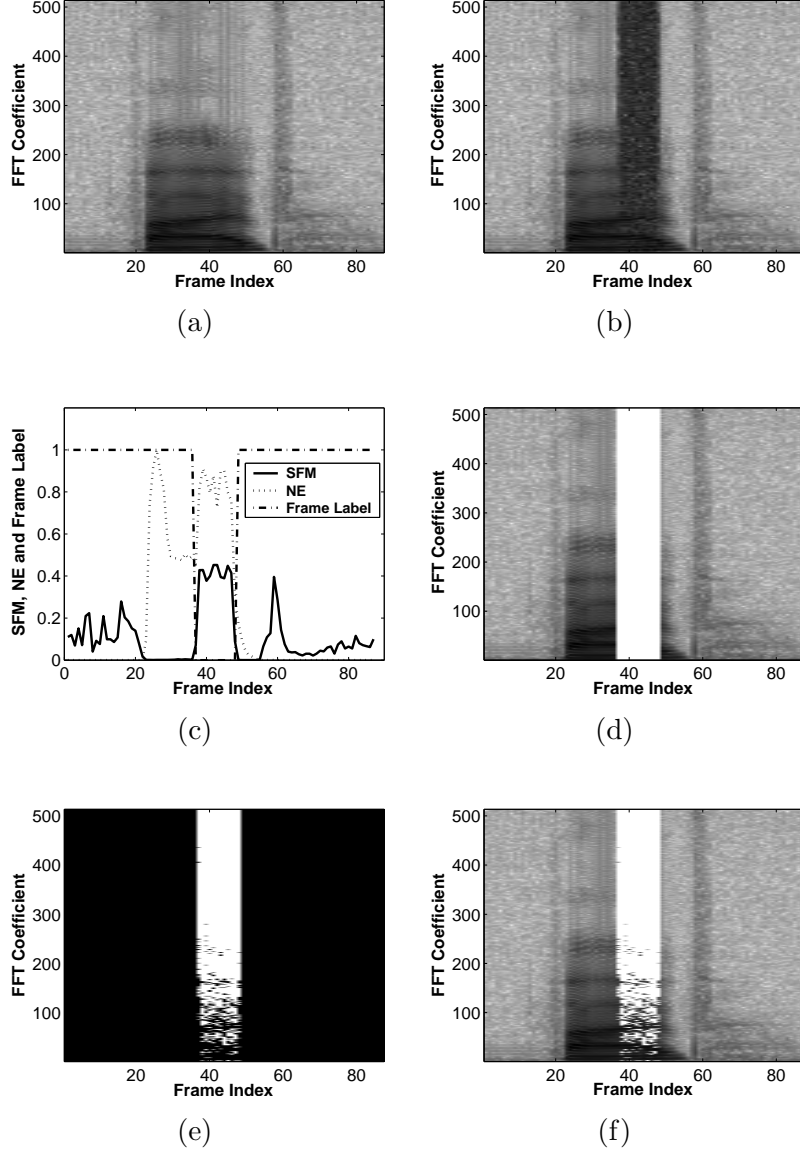 500
400
300
200
100
FFT Coefficient
20 40 60 80
Frame Index
(a)
500
400
300
200
100
FFT Coefficient
20 40 60 80
Frame Index
(b)
1
0.8
0.6
0.4
0.2
0
SFM, NE and Frame Label
SFM
NE
Frame Label
0 20 40 60 80
Frame Index
(c)
500
400
300
200
100
FFT Coefficient
20 40 60 80
Frame Index
(d)
500
400
300
200
100
FFT Coefficient
20 40 60 80
Frame Index
(e)
500
400
300
200
100
FFT Coefficient
20 40 60 80
Frame Index
(f)